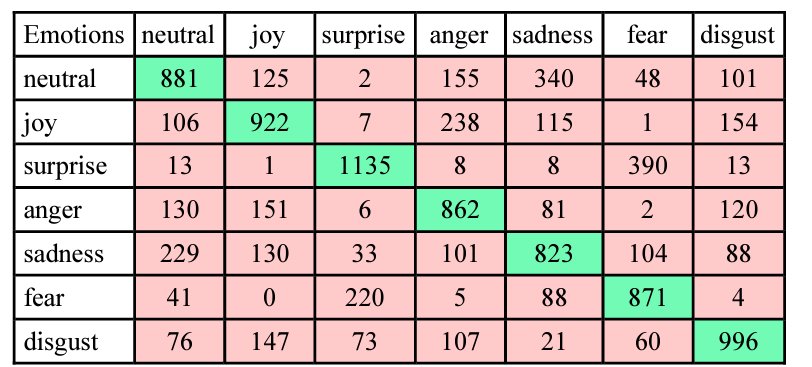 Emotions neutral joy surprise anger sadness fear disgust
neutral 881 125 2 155 340 48 101
joy 106 922 7 238 115 1 154
surprise 13 1 1135 8 8 390 13
anger 130 151 6 862 81 2 120
sadness 229 130 33 101 823 104 88
fear 41 0 220 5 88 871 4
disgust 76 147 73 107 21 60 996